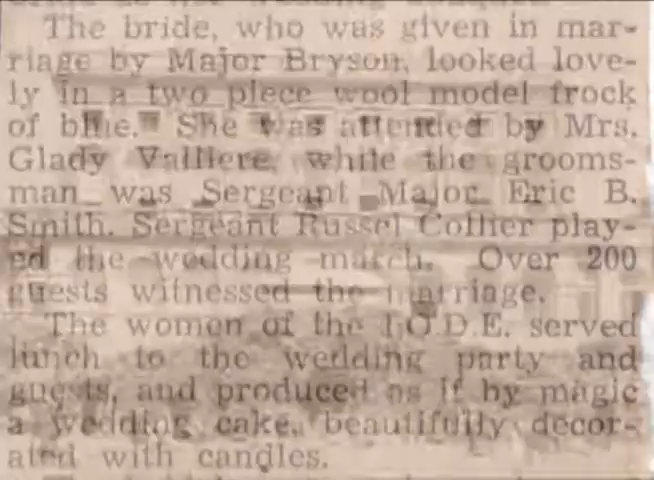 The bride, who was given in mar-
riage by Major Bryson, looked love-
ly in a two piece wool model frock
of blue. She was attended by Mrs.
Glady Valliere, while the grooms-
man was Sergeant Major Eric B.
Smith. Sergeant Russel Collier play-
ed the wedding march. Over 200
guests witnessed the marriage.
The women of the I.O.D.E. served
lunch to the wedding party and
guests, and produced as if by magic
a wedding cake, beautifully decor-
ated with candles.